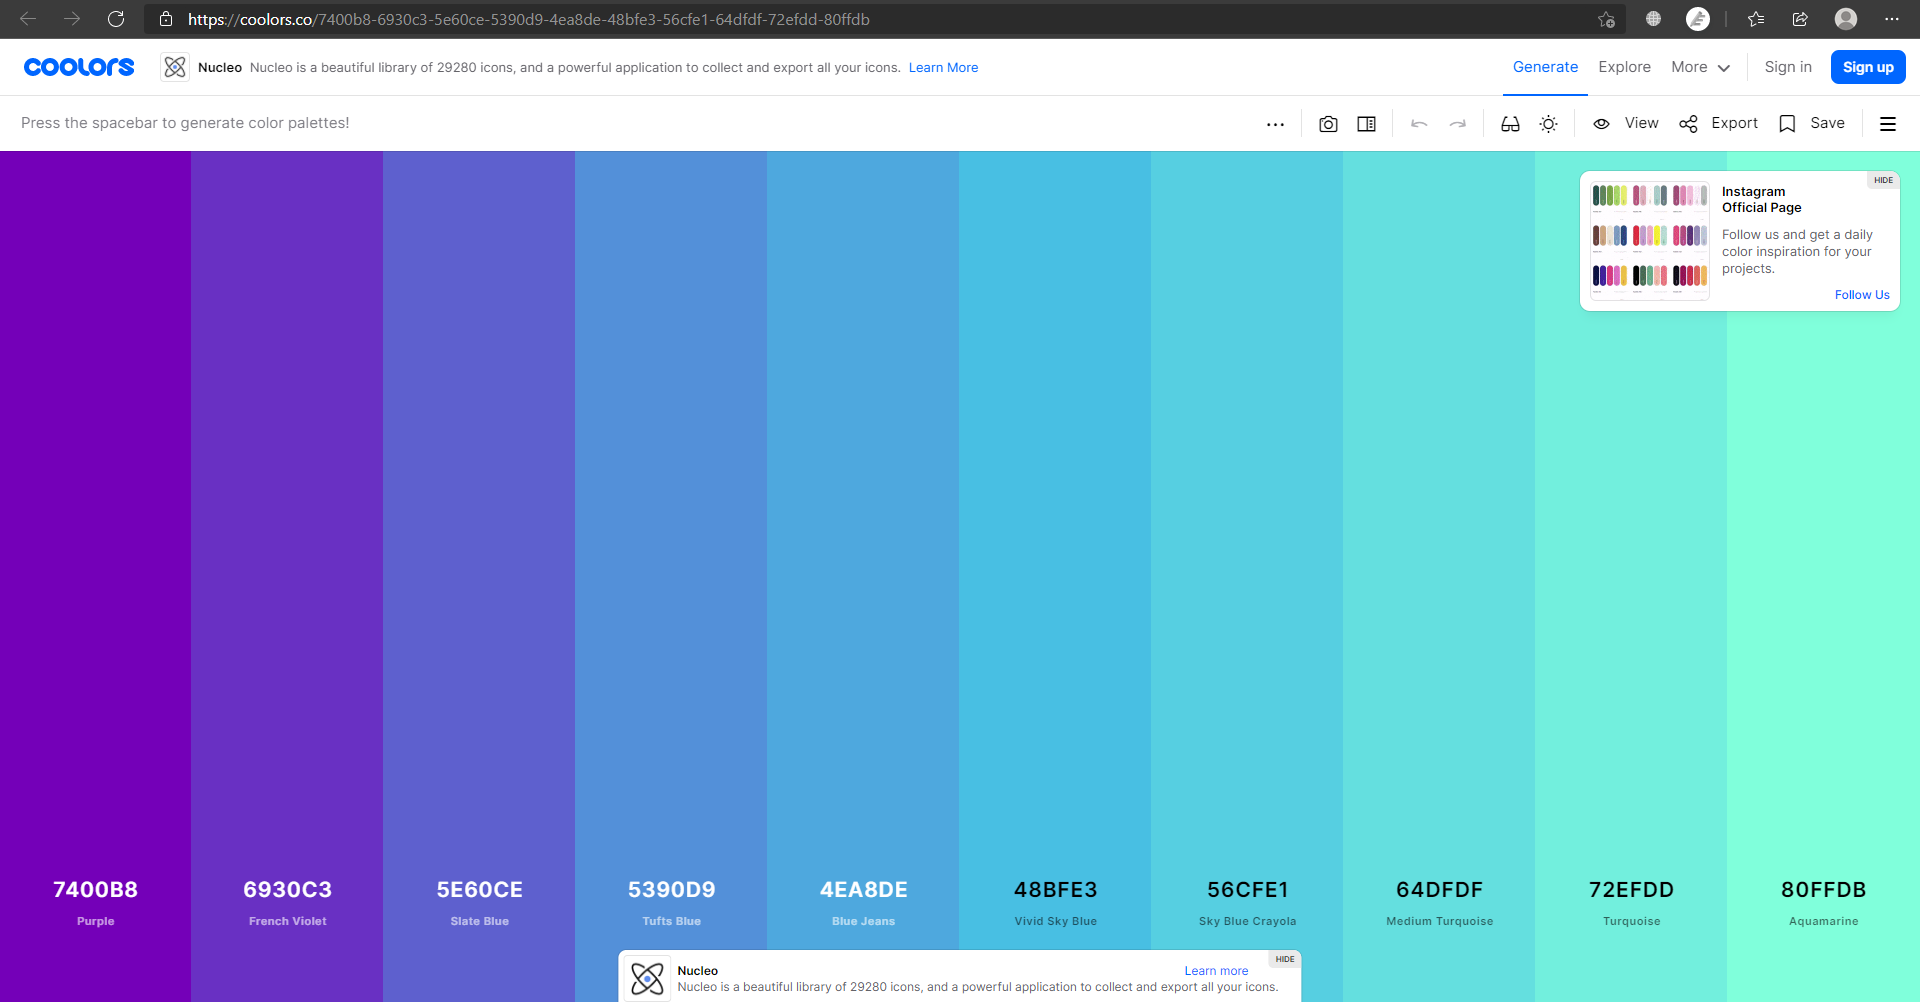 https://coolors.co/7400b8-6930c3-5e60ce-5390d9-4ea8de-48bfe3-56cfe1-64dfdf-72efdd-80ffdb
coolors
Nucleo Nucleo is a beautiful library of 29280 icons, and a powerful application to collect and export all your icons. Learn More
Generate Explore More Sign in Sign up
Press the spacebar to generate color palettes!
View Export Save
HIDE
Instagram
Official Page
Follow us and get a daily
color inspiration for your
projects.
Follow Us
7400B8 6930C3 5E60CE 5390D9 4EA8DE 48BFE3 56CFE1 64DFDF 72EFDD 80FFDB
Purple French Violet Slate Blue Tufts Blue Blue Jeans Vivid Sky Blue Sky Blue Crayola Medium Turquoise Turquoise Aquamarine
HIDE
Nucleo Learn more
Nucleo is a beautiful library of 29280 icons, and a powerful application to collect and export all your icons.